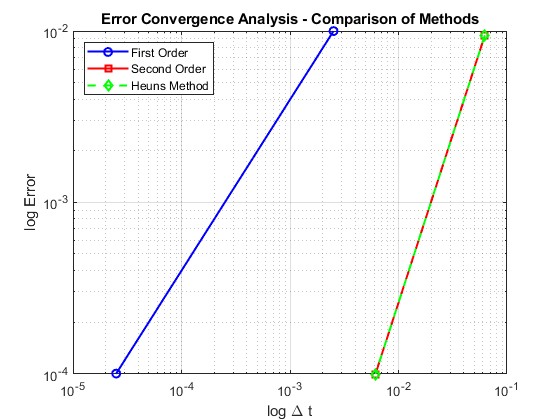 Error Convergence Analysis - Comparison of Methods
First Order
Second Order
Heuns Method
log Error
10^-2
10^-3
10^-4
10^-5
10^-4
10^-3
10^-2
10^-1
log Δ t